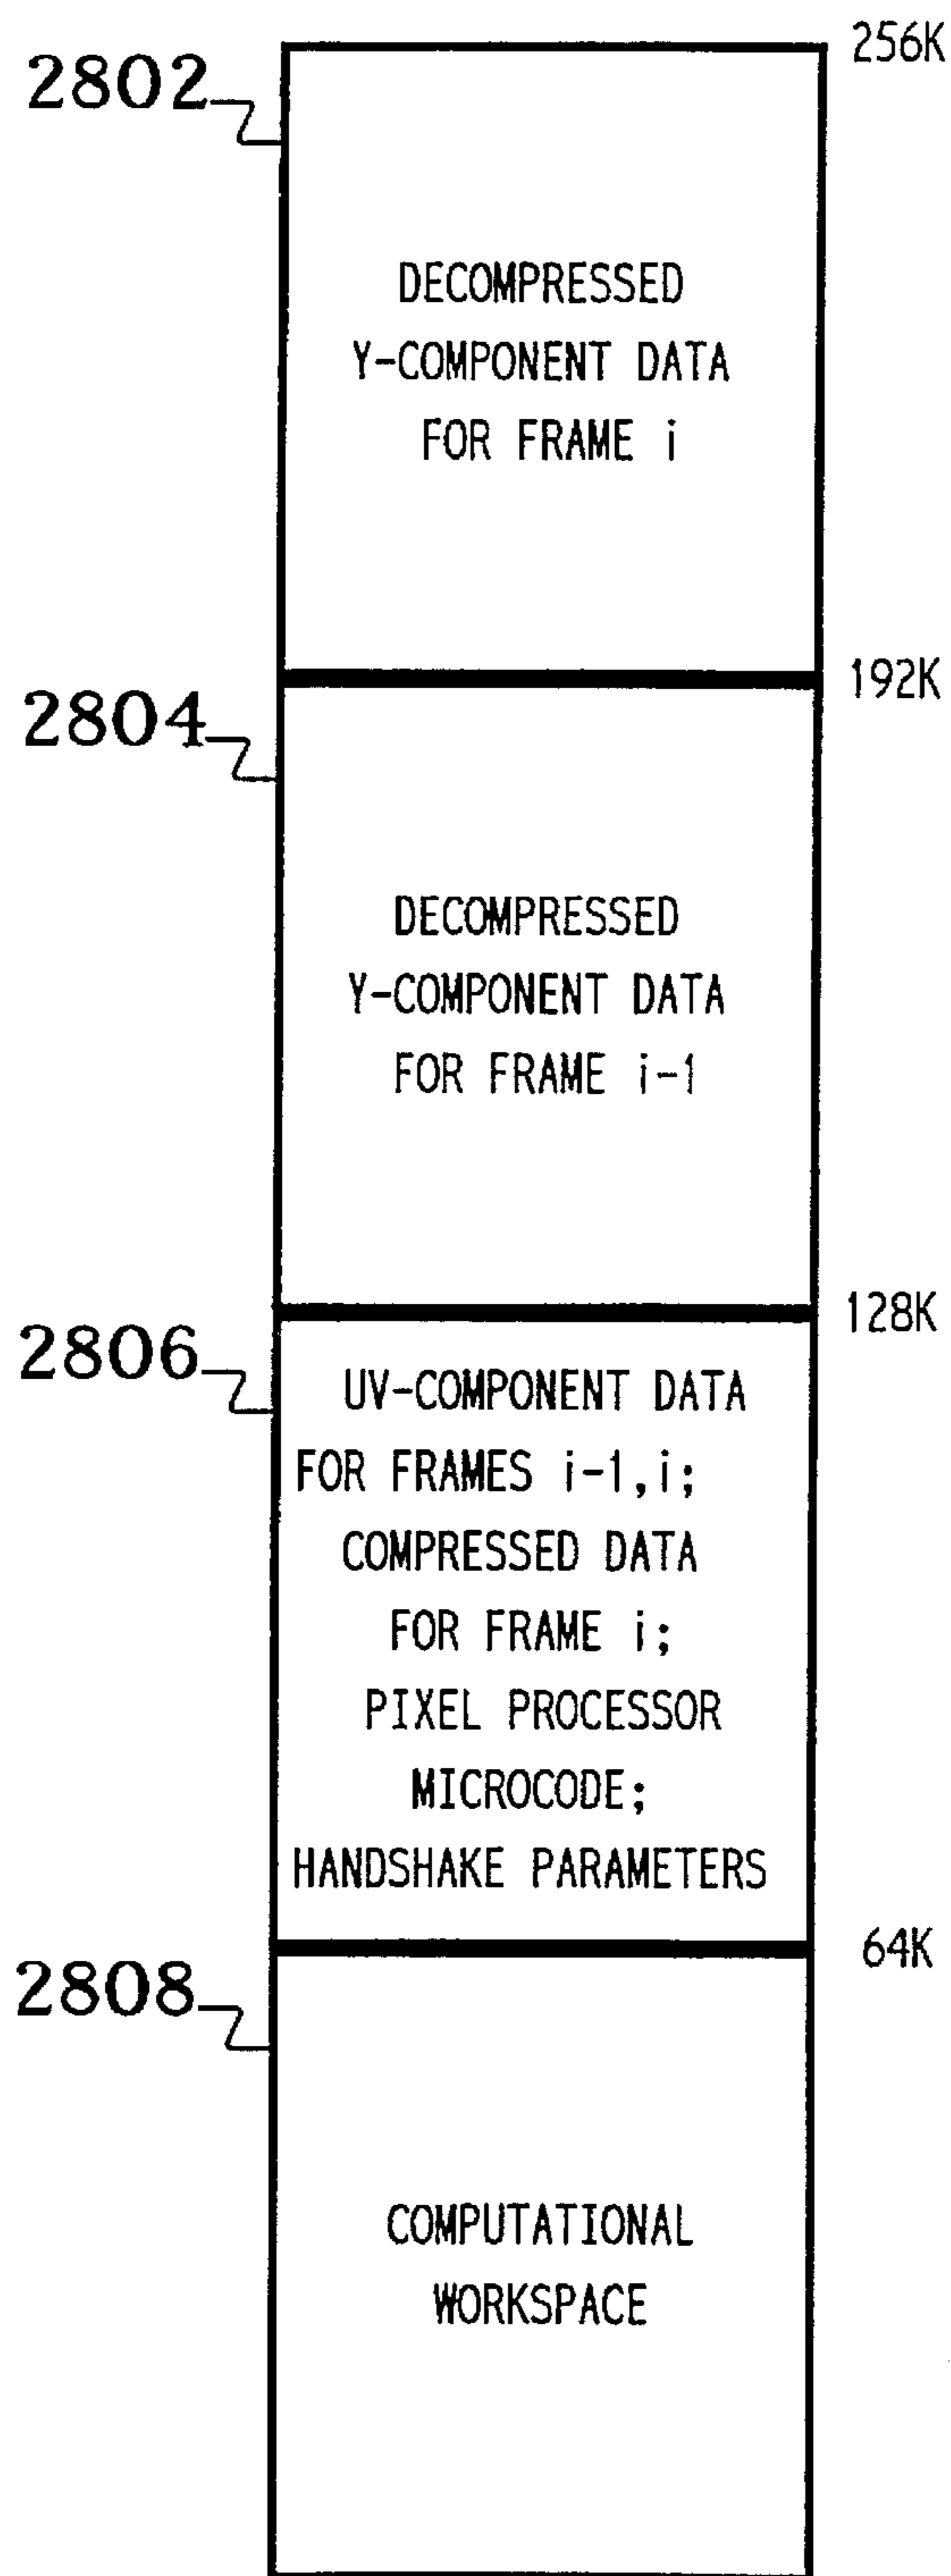 256K
2802
DECOMPRESSED
Y-COMPONENT DATA
FOR FRAME i
192K
2804
DECOMPRESSED
Y-COMPONENT DATA
FOR FRAME i-1
128K
2806
UV-COMPONENT DATA
FOR FRAMES i-1,i;
COMPRESSED DATA
FOR FRAME i;
PIXEL PROCESSOR
MICROCODE;
HANDSHAKE PARAMETERS
64K
2808
COMPUTATIONAL
WORKSPACE